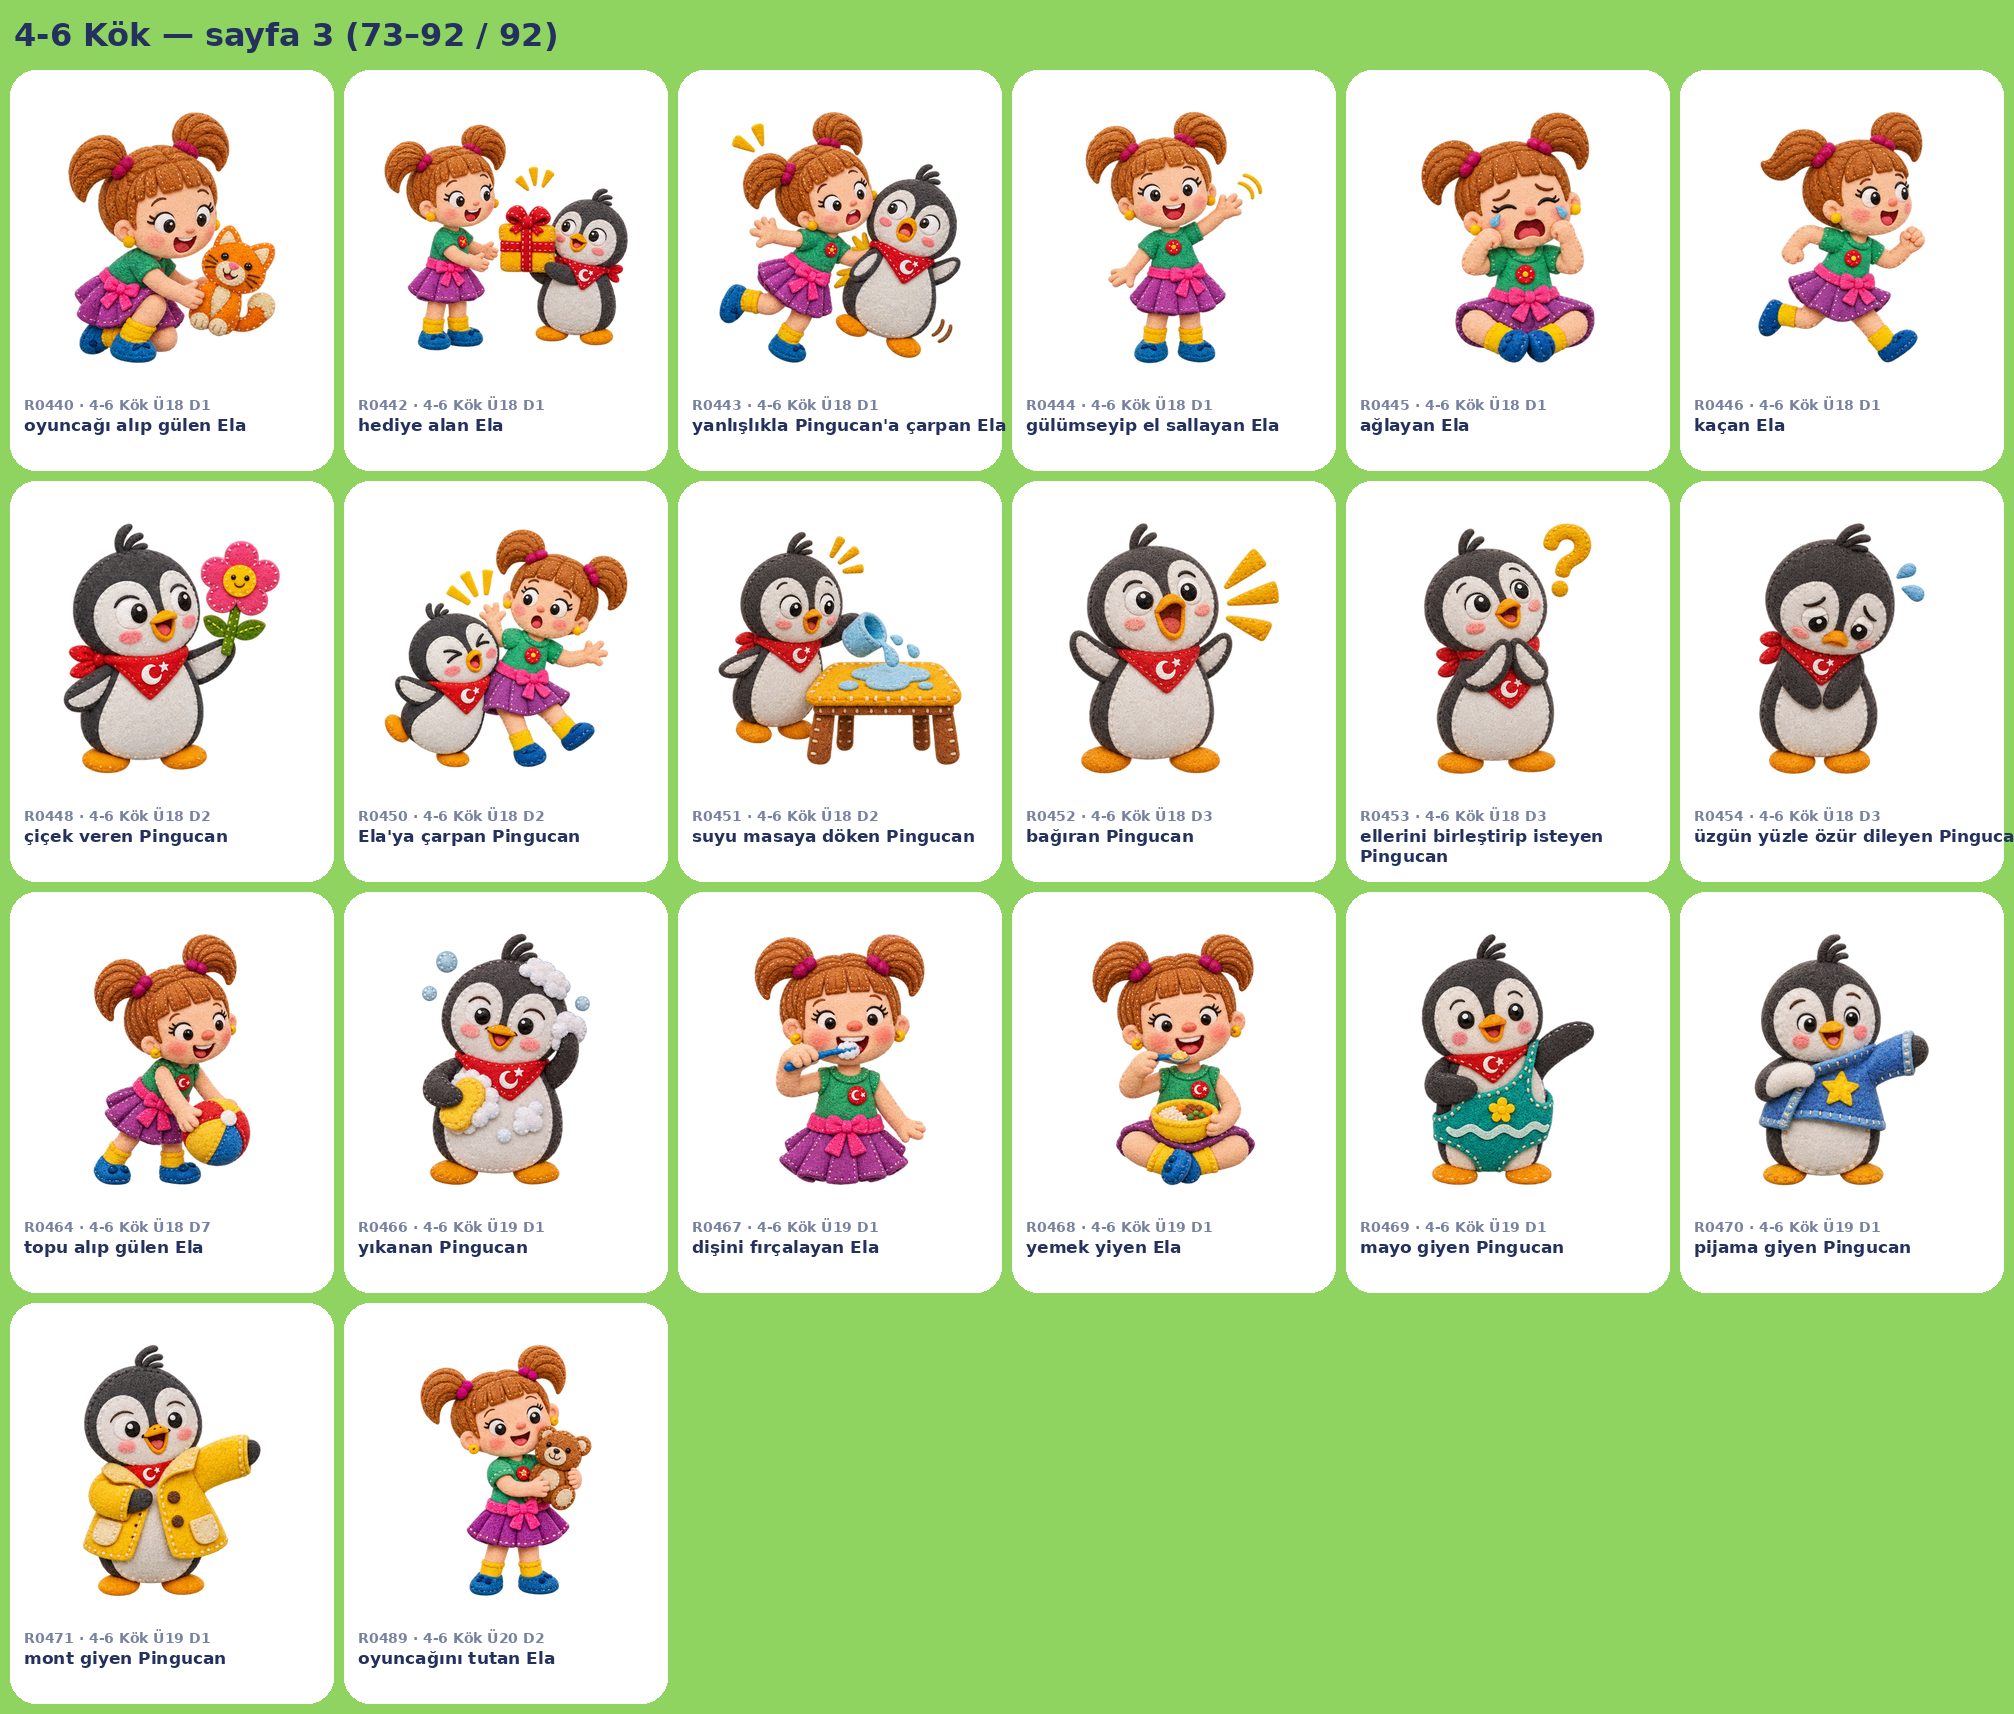 4-6 Kök — sayfa 3 (73–92 / 92)
R0440 · 4-6 Kök Ü18 D1
oyuncağı alıp gülen Ela
R0442 · 4-6 Kök Ü18 D1
hediye alan Ela
R0443 · 4-6 Kök Ü18 D1
yanlışlıkla Pingucan'a çarpan Ela
R0444 · 4-6 Kök Ü18 D1
gülümseyip el sallayan Ela
R0445 · 4-6 Kök Ü18 D1
ağlayan Ela
R0446 · 4-6 Kök Ü18 D1
kaçan Ela
R0448 · 4-6 Kök Ü18 D2
çiçek veren Pingucan
R0450 · 4-6 Kök Ü18 D2
Ela'ya çarpan Pingucan
R0451 · 4-6 Kök Ü18 D2
suyu masaya döken Pingucan
R0452 · 4-6 Kök Ü18 D3
bağıran Pingucan
R0453 · 4-6 Kök Ü18 D3
ellerini birleştirip isteyen
Pingucan
R0454 · 4-6 Kök Ü18 D3
üzgün yüzle özür dileyen Pinguca
R0464 · 4-6 Kök Ü18 D7
topu alıp gülen Ela
R0466 · 4-6 Kök Ü19 D1
yıkanan Pingucan
R0467 · 4-6 Kök Ü19 D1
dişini fırçalayan Ela
R0468 · 4-6 Kök Ü19 D1
yemek yiyen Ela
R0469 · 4-6 Kök Ü19 D1
mayo giyen Pingucan
R0470 · 4-6 Kök Ü19 D1
pijama giyen Pingucan
R0471 · 4-6 Kök Ü19 D1
mont giyen Pingucan
R0489 · 4-6 Kök Ü20 D2
oyuncağını tutan Ela